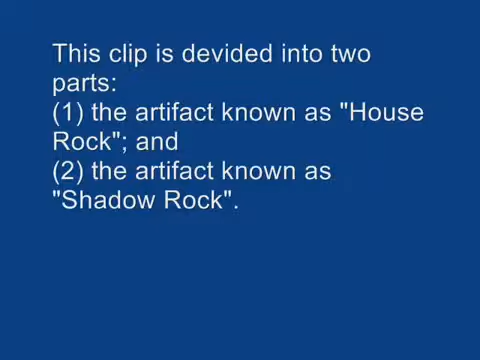 This clip is devided into two
parts:
(1) the artifact known as "House
Rock"; and
(2) the artifact known as
"Shadow Rock".